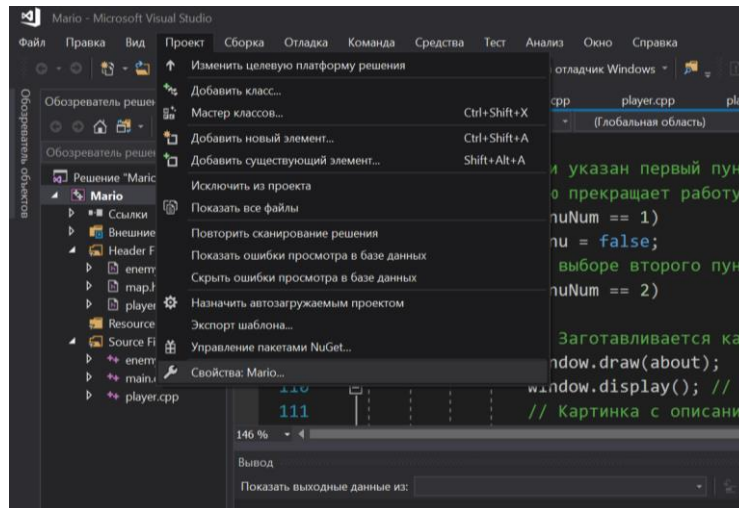 Mario - Microsoft Visual Studio
Файл Правка Вид Проект Сборка Отладка Команда Средства Тест Анализ Окно Справка
Изменить целевую платформу решения
отладчик Windows
Добавить класс...
Мастер классов... Ctrl+Shift+X
Добавить новый элемент... Ctrl+Shift+A
Добавить существующий элемент... Shift+Alt+A
Исключить из проекта
Показать все файлы
Повторить сканирование решения
Показать ошибки просмотра в базе данных
Скрыть ошибки просмотра в базе данных
Назначить автозагружаемым проектом
Экспорт шаблона...
Управление пакетами NuGet...
Свойства: Mario...
Обозреватель объектов
Обозреватель решен
Обозреватель решен
Решение "Mario
Mario
Ссылки
Внешние
Header F
enem
map.h
player
Resource
Source Fi
enem
main.
player.cpp
cpp player.cpp pla
(Глобальная область)
и указан первый пун
ю прекращает работу
nuNum == 1)
nu = false;
выборе второго пун
nuNum == 2)
Заготавливается ка
ndow.draw(about);
110 window.display(); //
111 // Картинка с описани
146 %
Вывод
Показать выходные данные из: